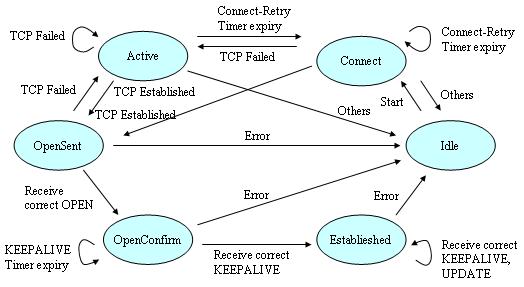 Connect-Retry
Timer expiry
TCP Failed
Connect-Retry
Timer expiry
Active
TCP Failed
Connect
TCP Failed
TCP Established
Others
Start
Others
TCP Established
OpenSent
Error
Idle
Receive
correct OPEN
Error
Error
KEEPALIVE
Timer expiry
OpenConfirm
Receive correct
KEEPALIVE
Establieshed
Receive correct
KEEPALIVE,
UPDATE